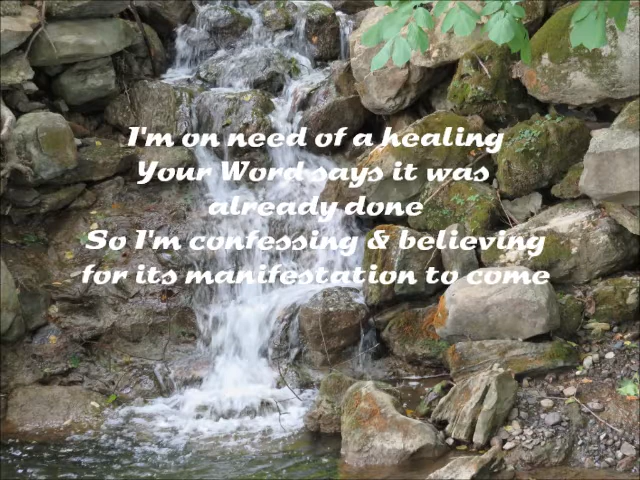 I'm on need of a healing
Your Word says it was
already done
So I'm confessing & believing
for its manifestation to come